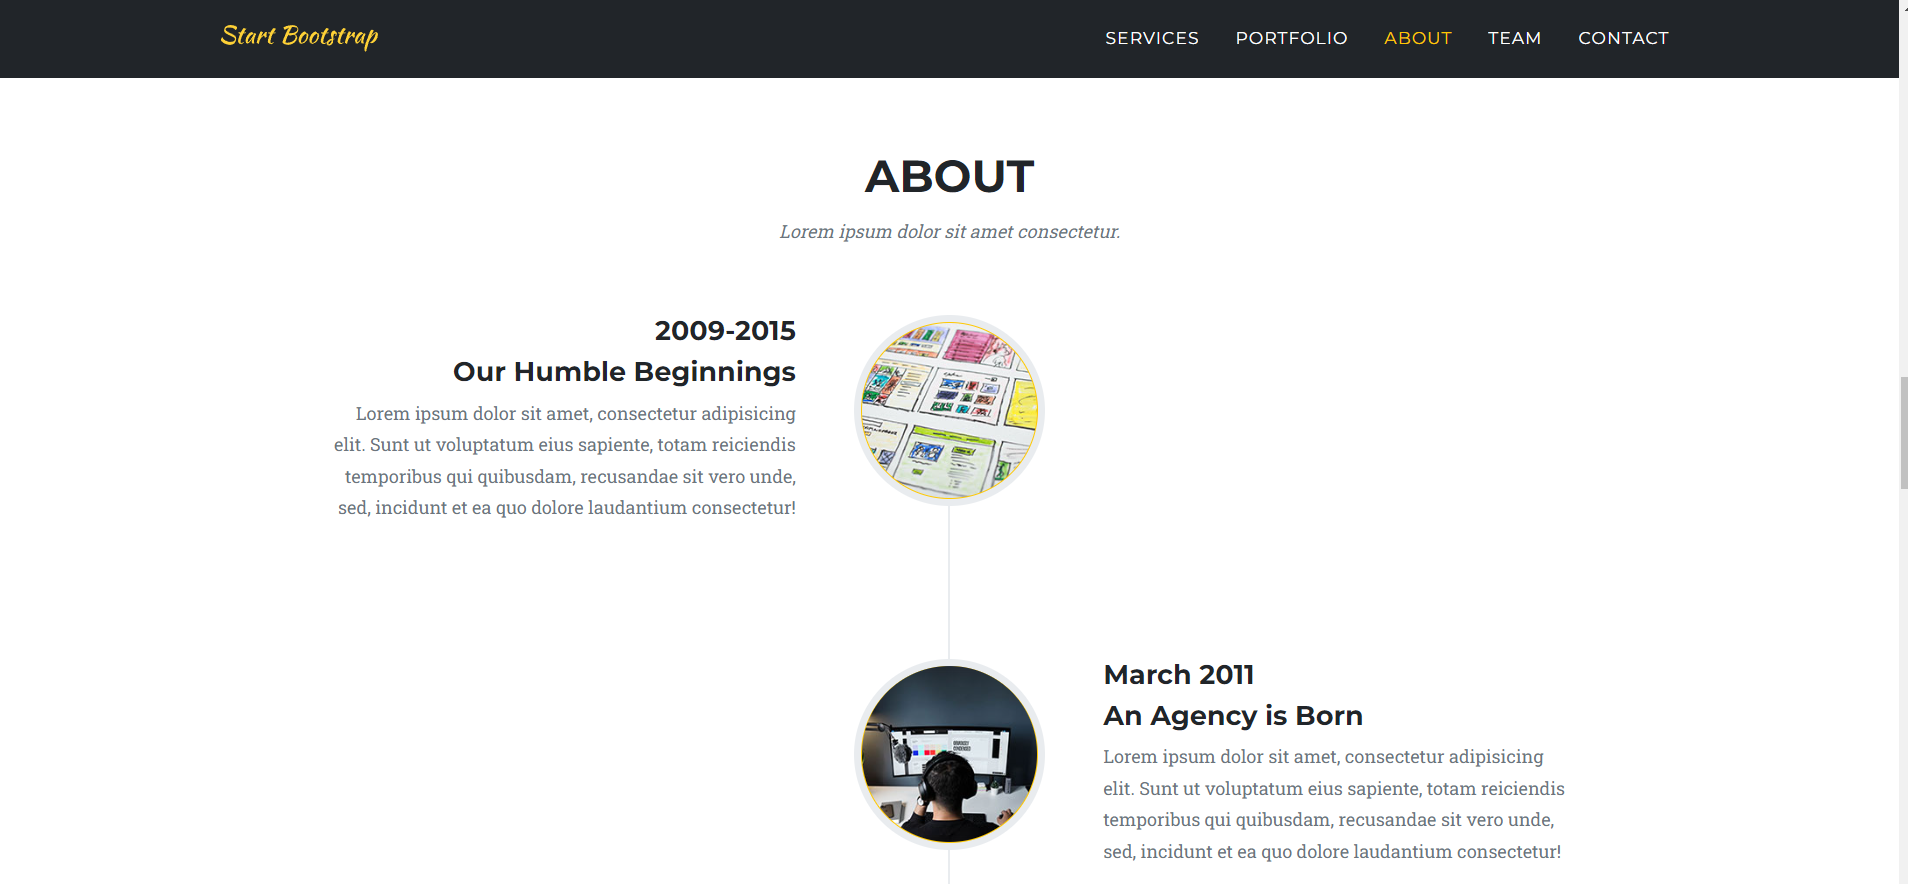 Start Bootstrap
SERVICES PORTFOLIO ABOUT TEAM CONTACT
ABOUT
Lorem ipsum dolor sit amet consectetur.
2009-2015
Our Humble Beginnings
Lorem ipsum dolor sit amet, consectetur adipisicing
elit. Sunt ut voluptatum eius sapiente, totam reiciendis
temporibus qui quibusdam, recusandae sit vero unde,
sed, incidunt et ea quo dolore laudantium consectetur!
March 2011
An Agency is Born
Lorem ipsum dolor sit amet, consectetur adipisicing
elit. Sunt ut voluptatum eius sapiente, totam reiciendis
temporibus qui quibusdam, recusandae sit vero unde,
sed, incidunt et ea quo dolore laudantium consectetur!